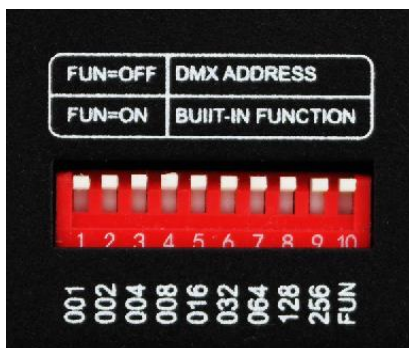 FUN=OFF DMX ADDRESS
FUN=ON BUIIT-IN FUNCTION
1 2 3 4 5 6 7 8 9 10
001 002 004 008 016 032 064 128 256 FUN